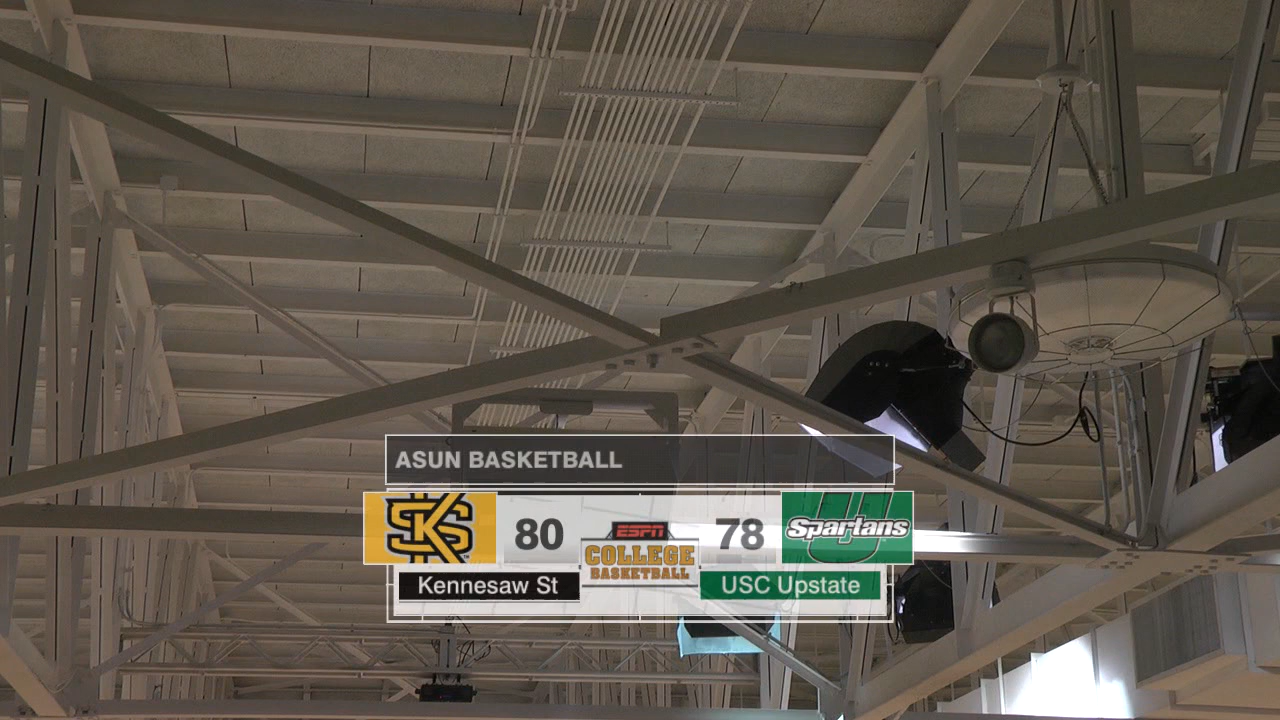 ASUN BASKETBALL
KS
80
ESPN
COLLEGE
BASKETBALL
78
U
Spartans
Kennesaw St
USC Upstate